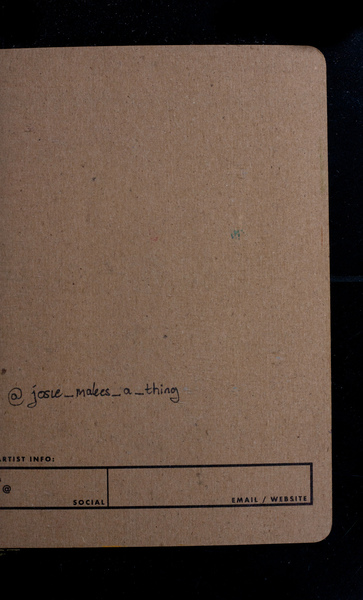 @ josie_makes_a_thing
ARTIST INFO:
@
SOCIAL
EMAIL / WEBSITE